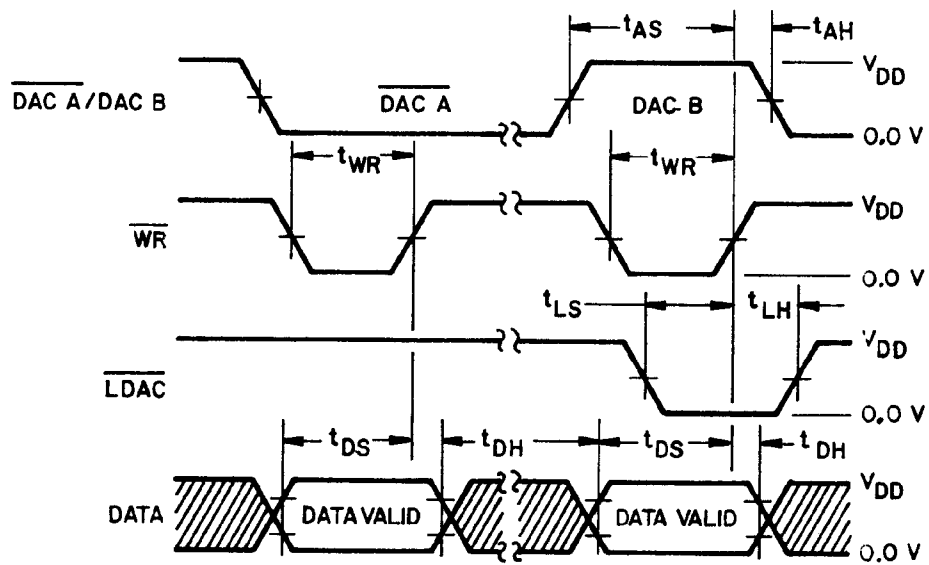 tAS
tAH
DAC A/DAC B
DAC A
DAC-B
VDD
0.0 V
tWR
tWR
WR
VDD
0.0 V
tLS
tLH
LDAC
VDD
0.0 V
tDS
tDH
tDS
tDH
DATA
DATA VALID
DATA VALID
VDD
0.0 V